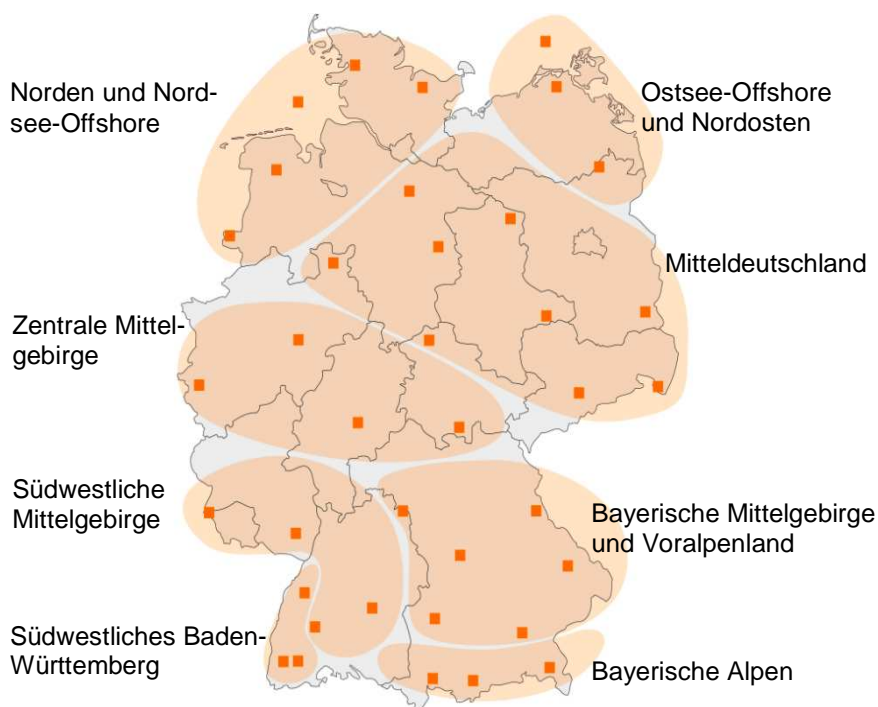 Norden und Nord-
see-Offshore
Ostsee-Offshore
und Nordosten
Mitteldeutschland
Zentrale Mittel-
gebirge
Südwestliche
Mittelgebirge
Bayerische Mittelgebirge
und Voralpenland
Südwestliches Baden-
Württemberg
Bayerische Alpen